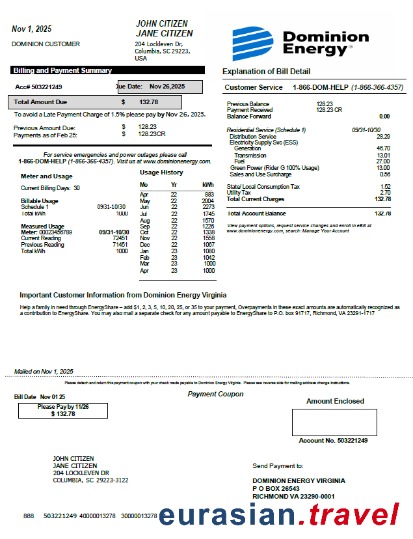 Nov 1, 2025
JOHN CITIZEN
JANE CITIZEN
DOMINION CUSTOMER
204 Lockleven Dr,
Columbia, SC 29223,
USA
Dominion
Energy®
Billing and Payment Summary
Acc# 503221249 Due Date: Nov 26,2025
Total Amount Due $ 132.78
To avoid a Late Payment Charge of 1.5% please pay by Nov 26, 2025.
Previous Amount Due: $ 128.23
Payments as of Feb 25: $ 128.23CR
For service emergencies and power outages please call
1-866-DOM-HELP (1-866-366-4357) Visit us at www.dominionenergy.com.
Meter and Usage
Current Billing Days: 30
Billable Usage
Schedule 1 09/31-10/30
Total kWh 1000
Measured Usage
Meter: 00023456789 09/31-10/30
Current Reading 72451
Previous Reading 71451
Total kWh 1000
Usage History
Mo Yr kWh
Apr 22 883
May 22 2004
Jun 22 2273
Jul 22 1745
Aug 22 1570
Sep 22 1226
Oct 22 1338
Nov 22 1558
Dec 22 1057
Jan 23 1080
Feb 23 1042
Mar 23 1000
Apr 23 1000
Explanation of Bill Detail
Customer Service 1-866-DOM-HELP (1-866-366-4357)
Previous Balance 128.23
Payment Received 128.23CR
Balance Forward 0.00
Residential Service (Schedule 1) 09/31-10/30
Distribution Service 28.29
Electricity Supply Svc (ESS)
Generation 46.70
Transmission 13.01
Fuel 27.00
Green Power (Rider G 100% Usage) 13.00
Sales and Use Surcharge 0.56
State/Local Consumption Tax 1.52
Utility Tax 2.70
Total Current Charges 132.78
Total Account Balance 132.78
View payment options, request service changes and enroll in eBill at
www.dominionenergy.com, search: Manage Your Account
Important Customer Information from Dominion Energy Virginia
Help a family in need through EnergyShare – add $1, 2, 3, 5, 10, 20, 25, or 35 to your payment, Overpayments in these exact amounts are automatically recognized as
a contribution to EnergyShare. You may also mail a separate check for any amount payable to EnergyShare to P.O. box 91717, Richmond, VA 23291-1717
Mailed on Nov 1, 2025
Please detach and return this payment coupon with your check made payable to Dominion Energy Virginia. Please see reverse side for mailing address change instructions.
Bill Date Nov 01 25
Payment Coupon
Please Pay by 11/26
$ 132.78
Amount Enclosed
Account No. 503221249
JOHN CITIZEN
JANE CITIZEN
204 LOCKLEVEN DR
COLUMBIA, SC 29223-3122
Send Payment to:
DOMINION ENERGY VIRGINIA
P O BOX 26543
RICHMOND VA 23290-0001
888 503221249 40000013278 30000013278
eurasian.travel